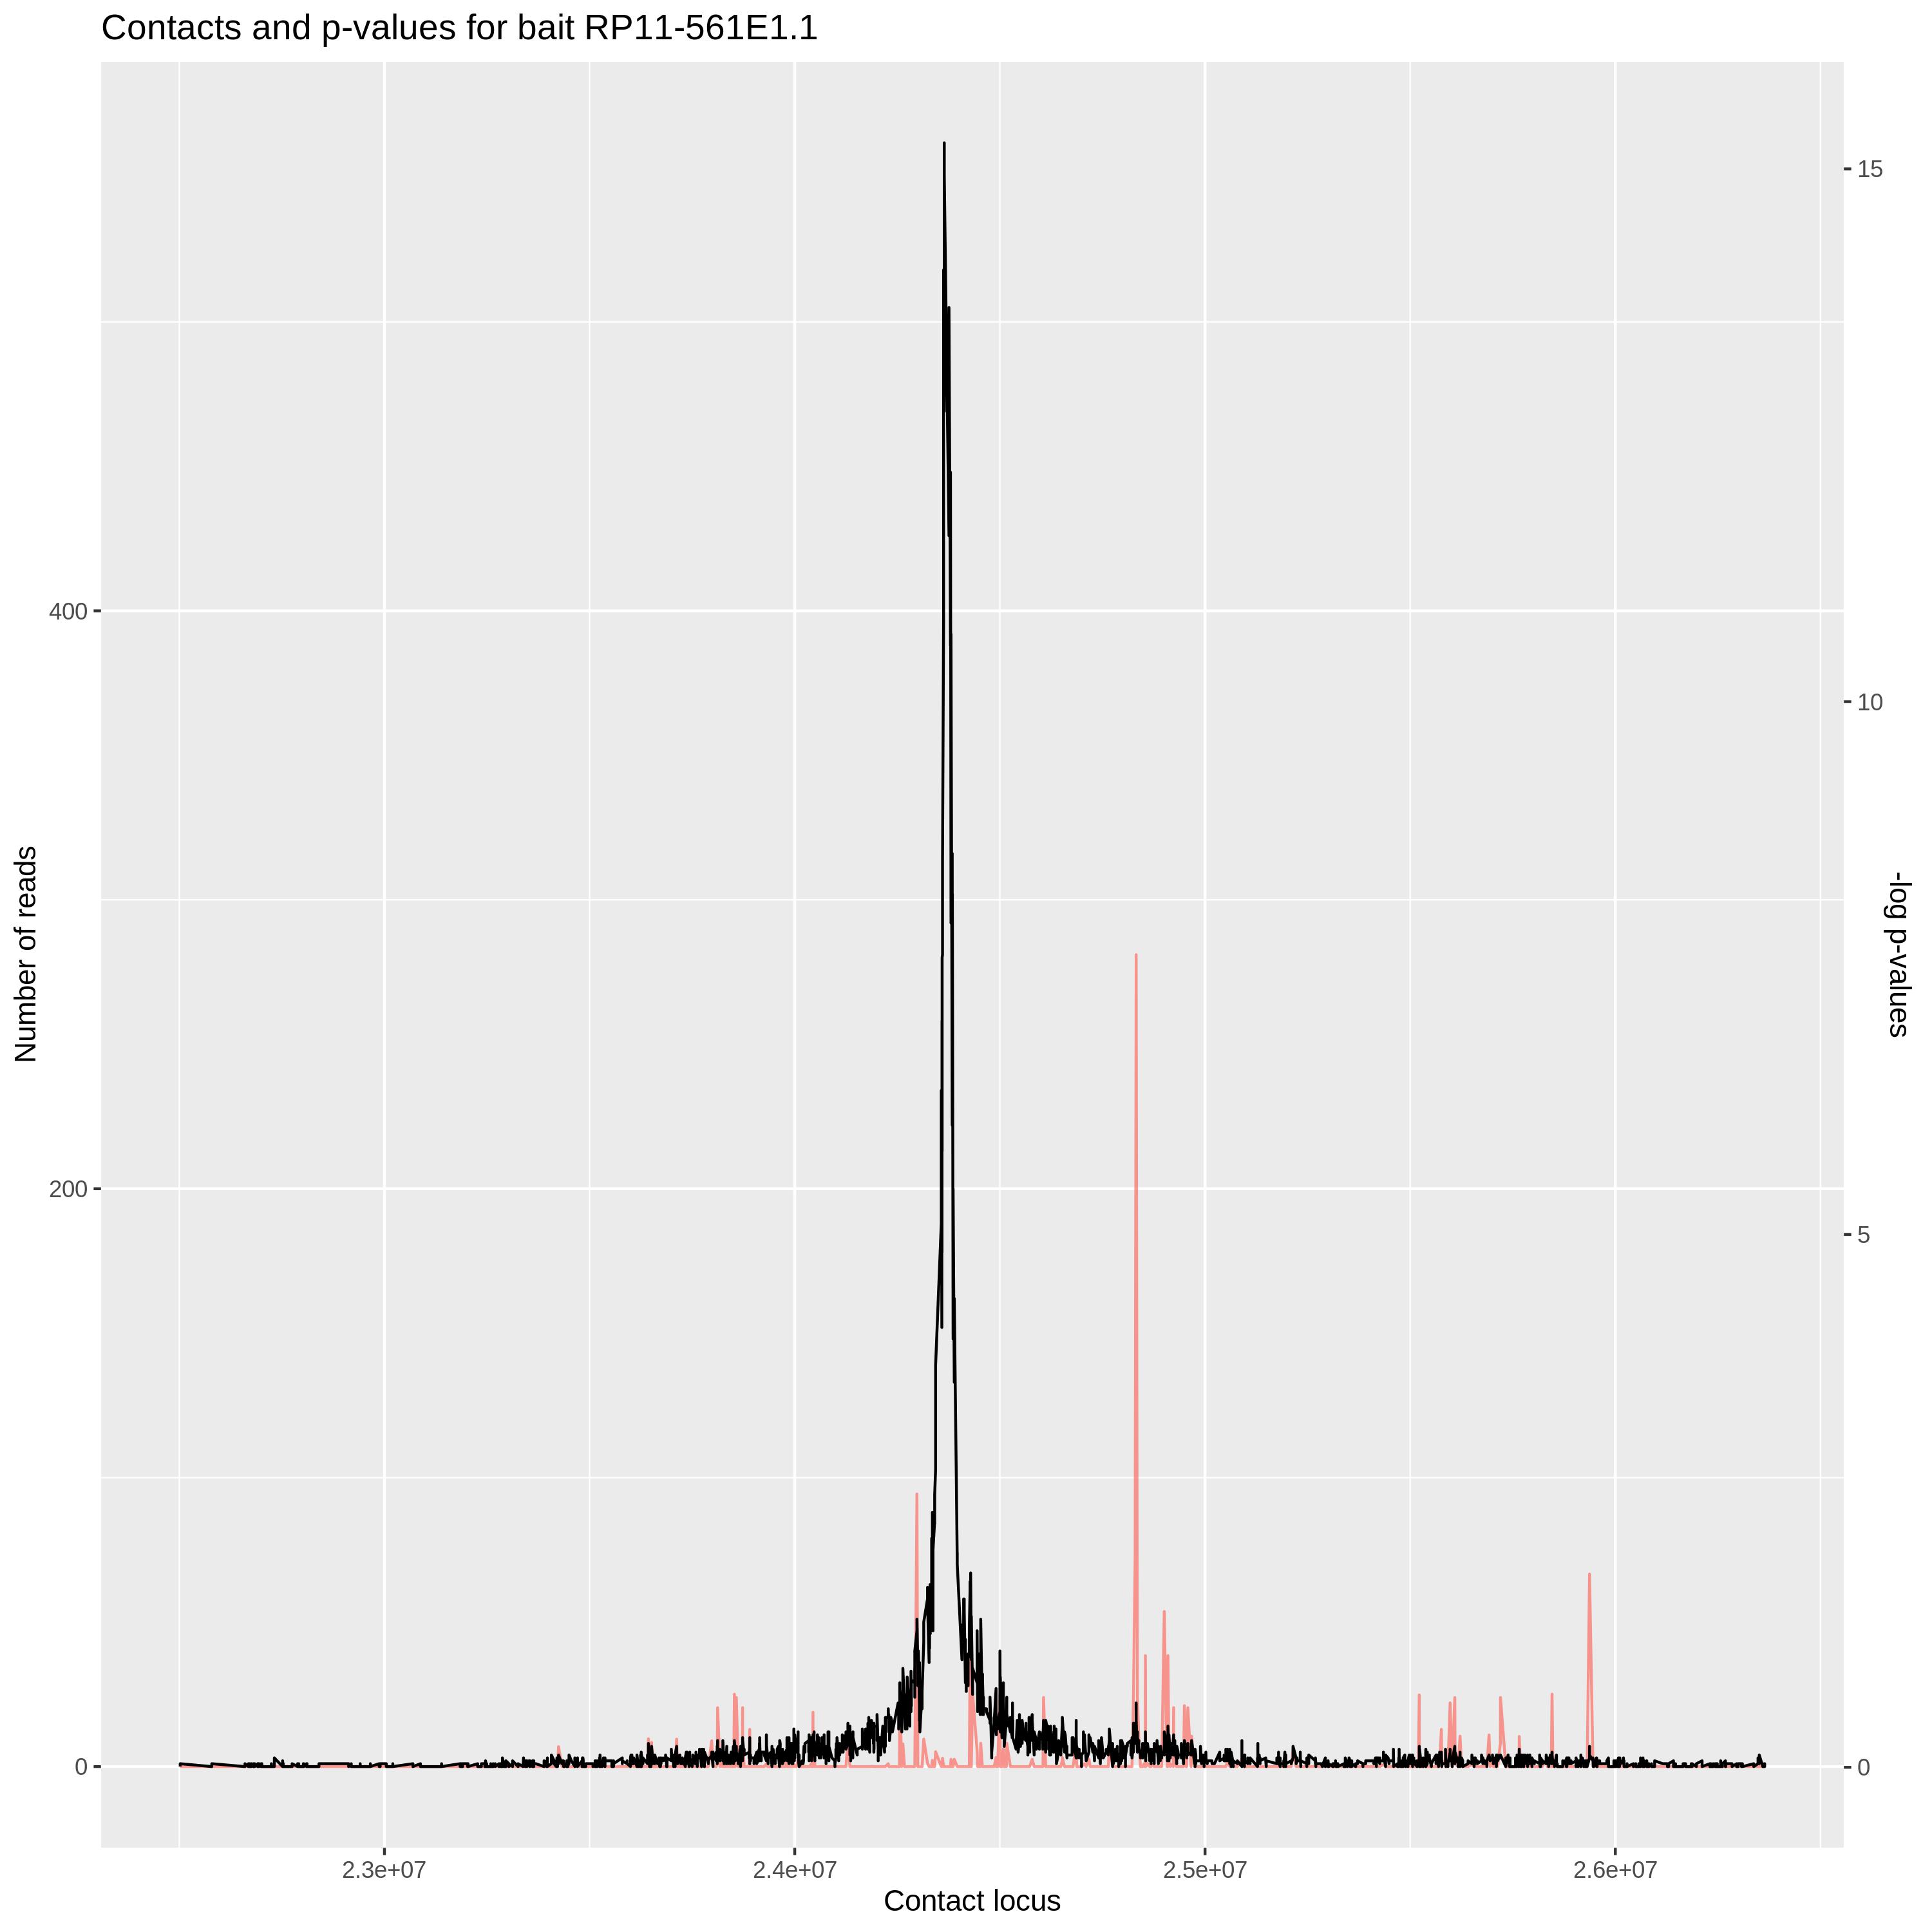 Contacts and p-values for bait RP11-561E1.1
15
400
10
Number of reads
-log p-values
200
5
0
0
2.3e+07
2.4e+07
2.5e+07
2.6e+07
Contact locus